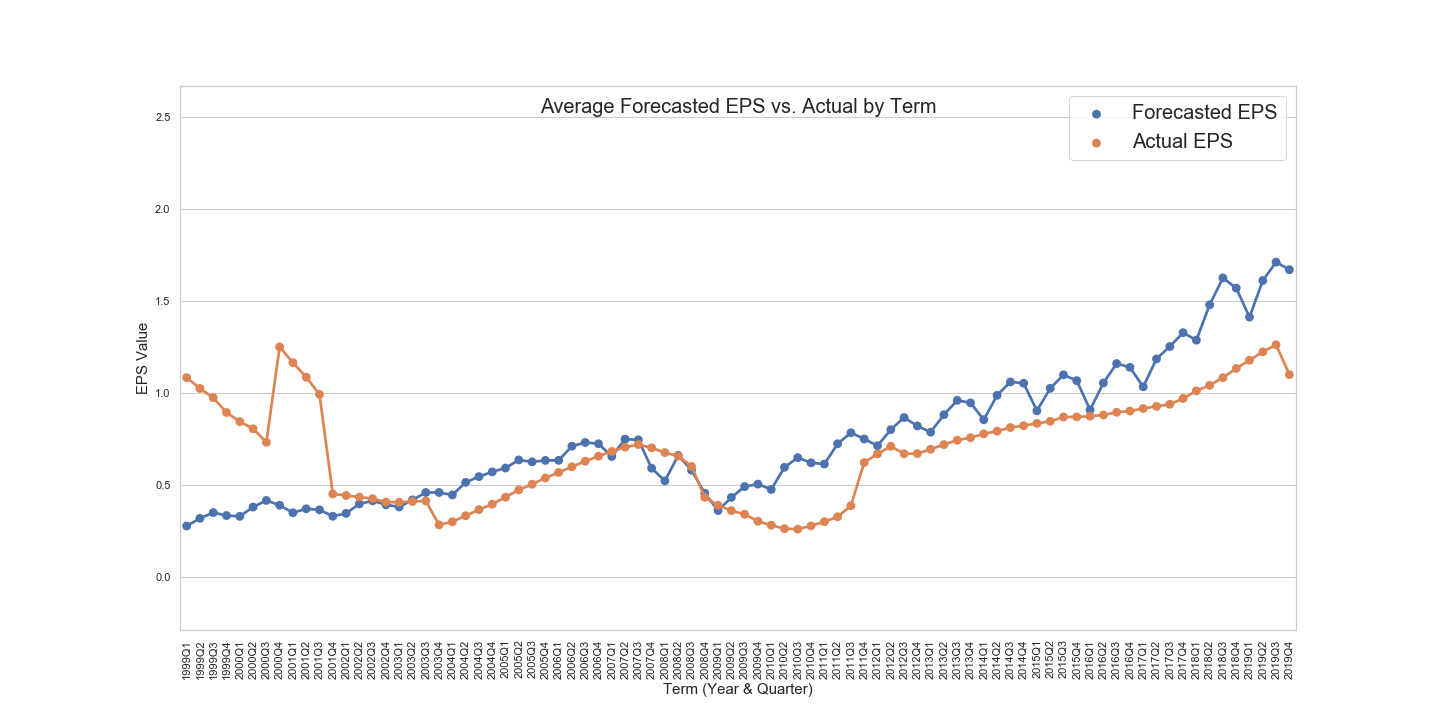 Average Forecasted EPS vs. Actual by Term
Forecasted EPS
Actual EPS
EPS Value
2.5
2.0
1.5
1.0
0.5
0.0
1999Q1
1999Q2
1999Q3
1999Q4
2000Q1
2000Q2
2000Q3
2000Q4
2001Q1
2001Q2
2001Q3
2001Q4
2002Q1
2002Q2
2002Q3
2002Q4
2003Q1
2003Q2
2003Q3
2003Q4
2004Q1
2004Q2
2004Q3
2004Q4
2005Q1
2005Q2
2005Q3
2005Q4
2006Q1
2006Q2
2006Q3
2006Q4
2007Q1
2007Q2
2007Q3
2007Q4
2008Q1
2008Q2
2008Q3
2008Q4
2009Q1
2009Q2
2009Q3
2009Q4
2010Q1
2010Q2
2010Q3
2010Q4
2011Q1
2011Q2
2011Q3
2011Q4
2012Q1
2012Q2
2012Q3
2012Q4
2013Q1
2013Q2
2013Q3
2013Q4
2014Q1
2014Q2
2014Q3
2014Q4
2015Q1
2015Q2
2015Q3
2015Q4
2016Q1
2016Q2
2016Q3
2016Q4
2017Q1
2017Q2
2017Q3
2017Q4
2018Q1
2018Q2
2018Q3
2018Q4
2019Q1
2019Q2
2019Q3
2019Q4
Term (Year & Quarter)